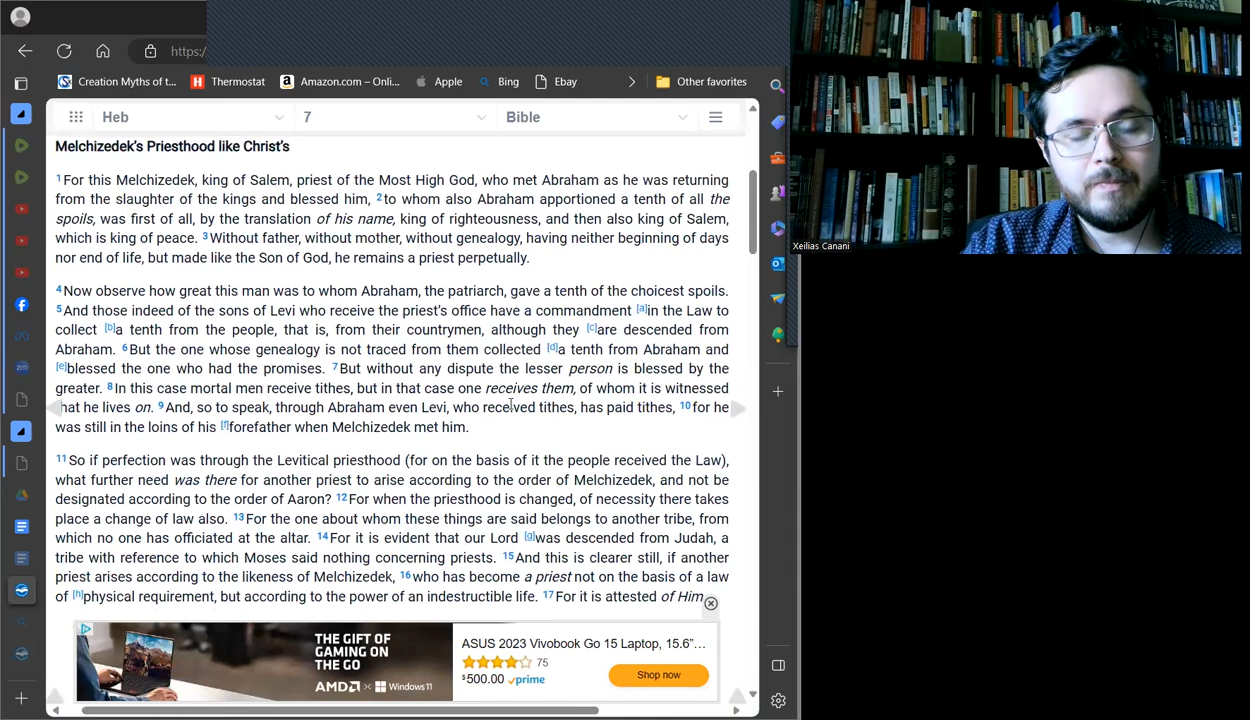 https:/
Creation Myths of t...
Thermostat
Amazon.com – Onli...
Apple
Bing
Ebay
Other favorites
Heb
7
Bible
Melchizedek's Priesthood like Christ's
1 For this Melchizedek, king of Salem, priest of the Most High God, who met Abraham as he was returning
from the slaughter of the kings and blessed him, 2 to whom also Abraham apportioned a tenth of all the
spoils, was first of all, by the translation of his name, king of righteousness, and then also king of Salem,
which is king of peace. 3 Without father, without mother, without genealogy, having neither beginning of days
nor end of life, but made like the Son of God, he remains a priest perpetually.
4 Now observe how great this man was to whom Abraham, the patriarch, gave a tenth of the choicest spoils.
5 And those indeed of the sons of Levi who receive the priest's office have a commandment [a]in the Law to
collect [b]a tenth from the people, that is, from their countrymen, although they [c]are descended from
Abraham. 6 But the one whose genealogy is not traced from them collected [d]a tenth from Abraham and
[e]blessed the one who had the promises. 7 But without any dispute the lesser person is blessed by the
greater. 8 In this case mortal men receive tithes, but in that case one receives them, of whom it is witnessed
hat he lives on. 9 And, so to speak, through Abraham even Levi, who received tithes, has paid tithes, 10 for he
was still in the loins of his [f]forefather when Melchizedek met him.
11 So if perfection was through the Levitical priesthood (for on the basis of it the people received the Law),
what further need was there for another priest to arise according to the order of Melchizedek, and not be
designated according to the order of Aaron? 12 For when the priesthood is changed, of necessity there takes
place a change of law also. 13 For the one about whom these things are said belongs to another tribe, from
which no one has officiated at the altar. 14 For it is evident that our Lord [g]was descended from Judah, a
tribe with reference to which Moses said nothing concerning priests. 15 And this is clearer still, if another
priest arises according to the likeness of Melchizedek, 16 who has become a priest not on the basis of a law
of [h]physical requirement, but according to the power of an indestructible life. 17 For it is attested of Him
THE GIFT OF
GAMING ON
THE GO
AMD
Windows 11
ASUS 2023 Vivobook Go 15 Laptop, 15.6"...
75
$500.00 prime
Shop now
Xeilias Canani